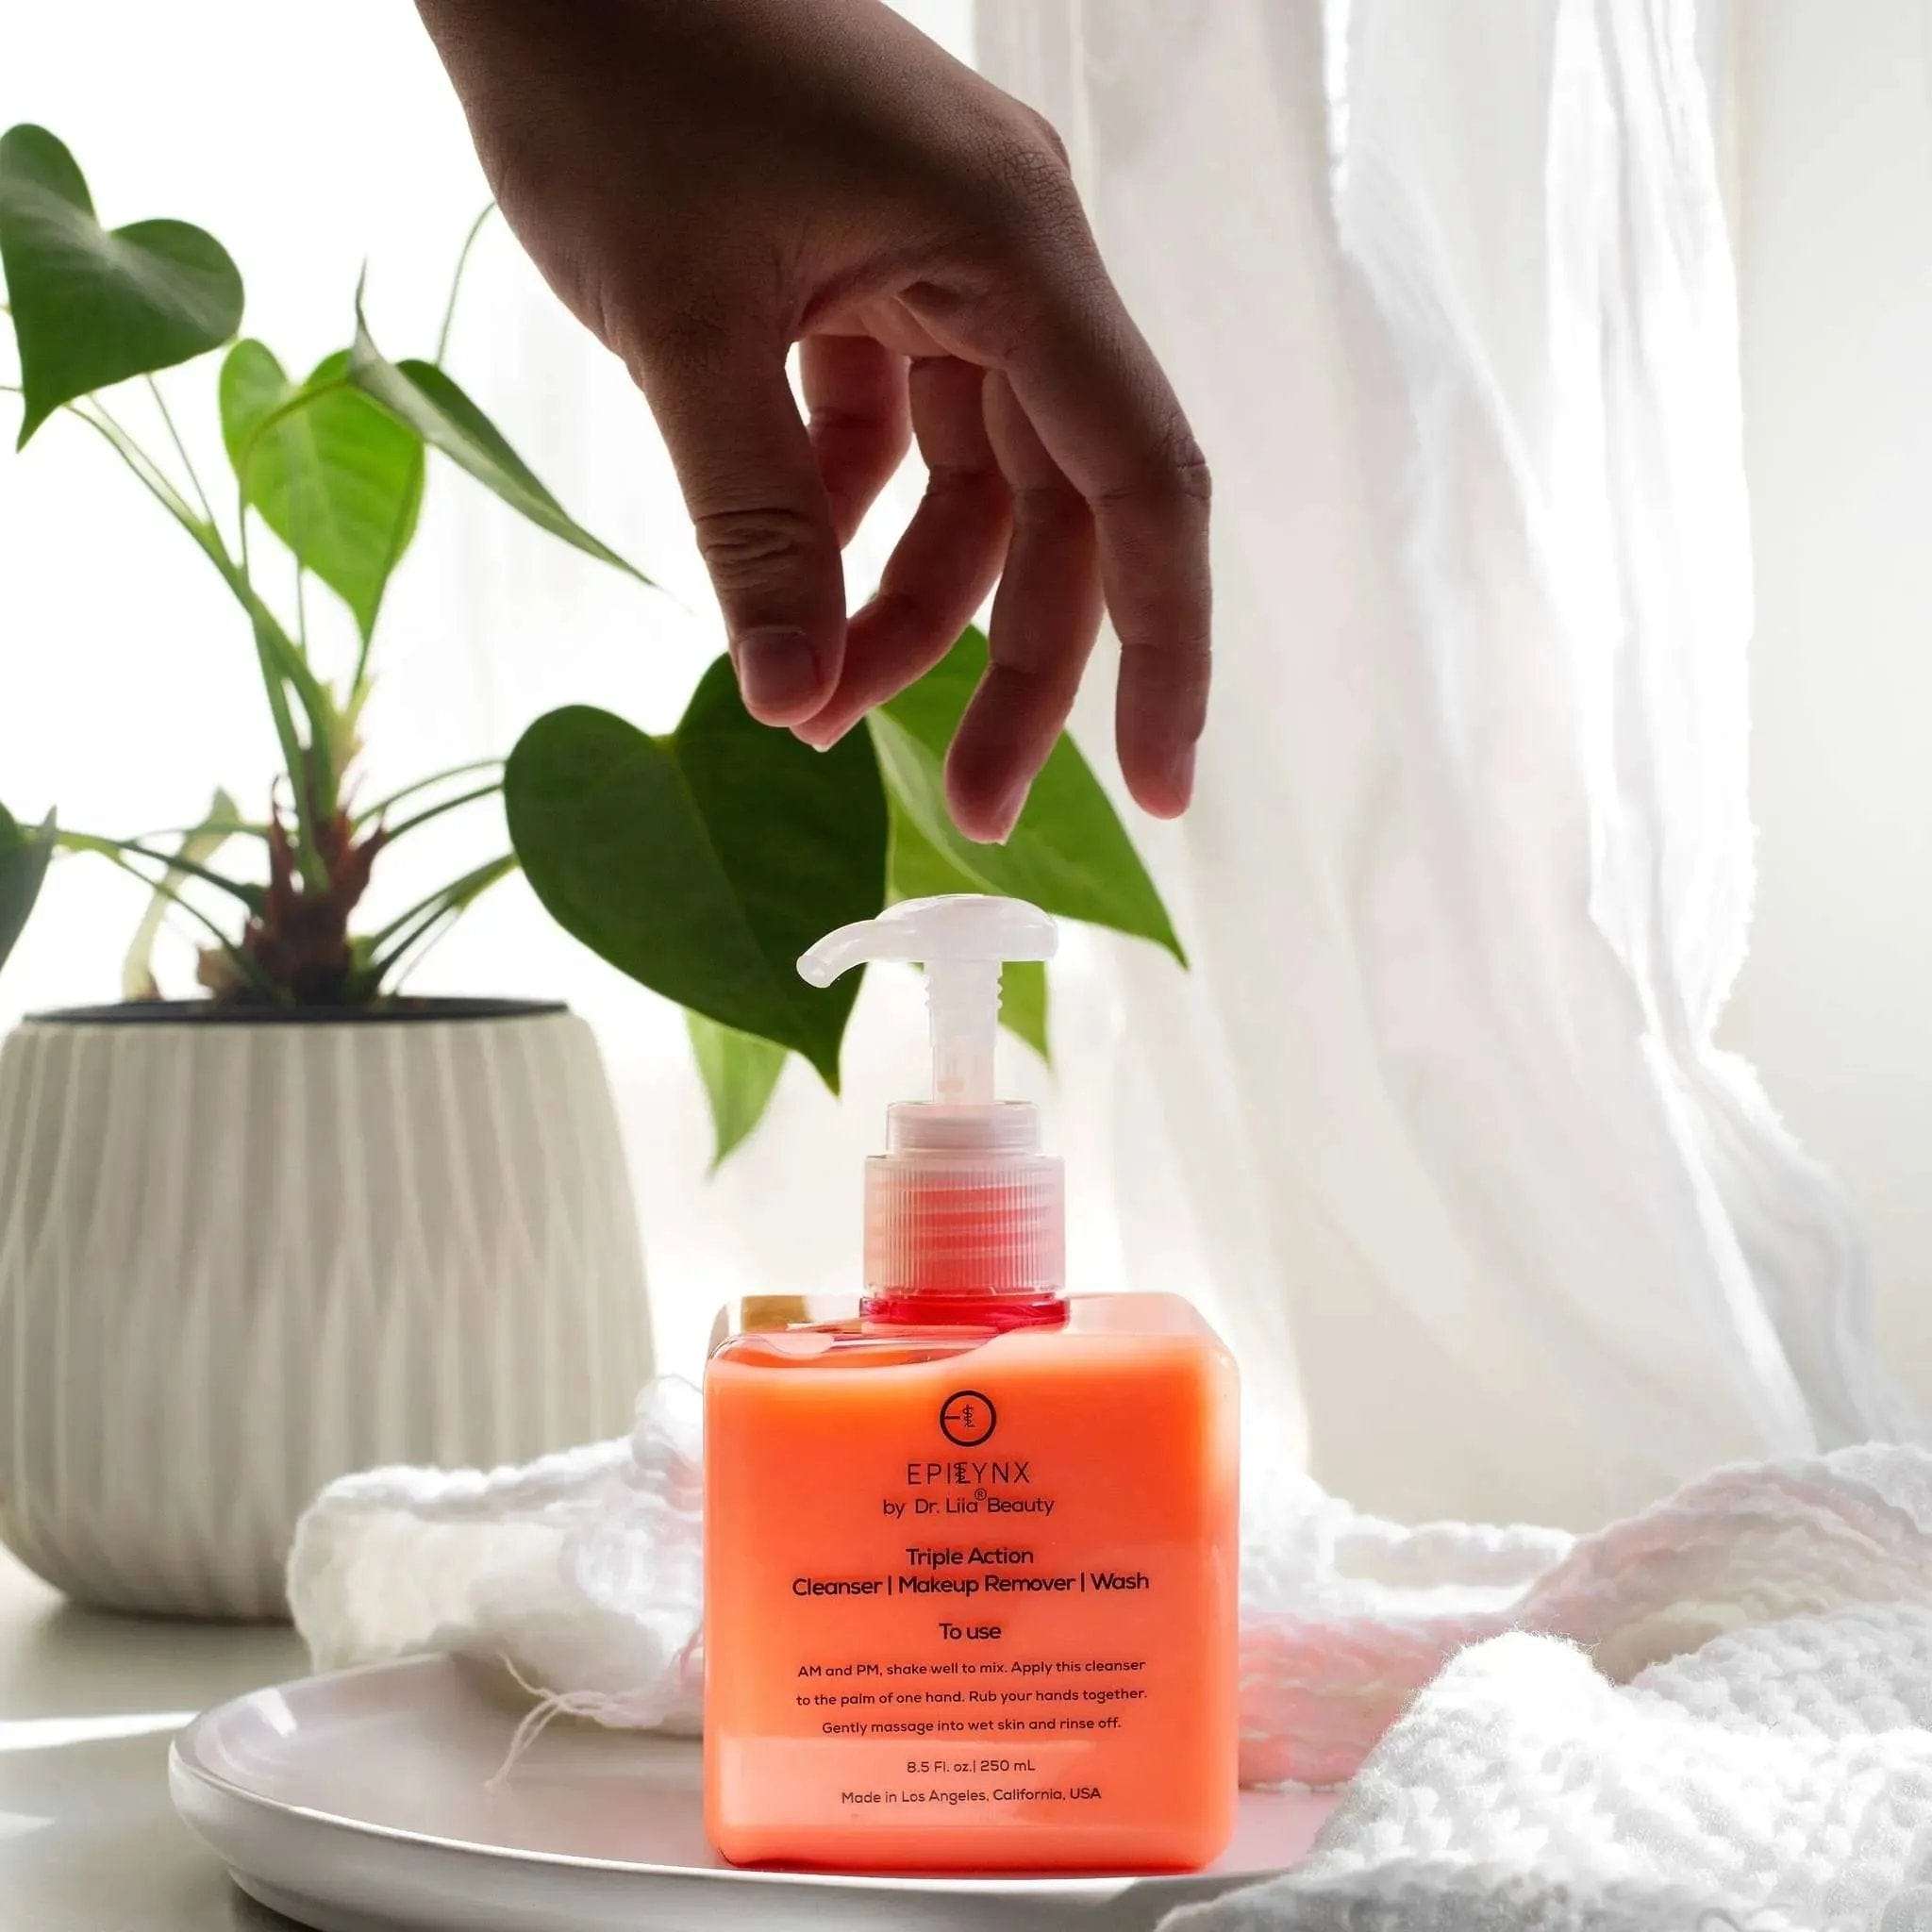 EPILYNX
by Dr. Liia® Beauty
Triple Action
Cleanser | Makeup Remover | Wash
To use
AM and PM, shake well to mix. Apply this cleanser
to the palm of one hand. Rub your hands together.
Gently massage into wet skin and rinse off.
8.5 Fl. oz.| 250 mL
Made in Los Angeles, California, USA